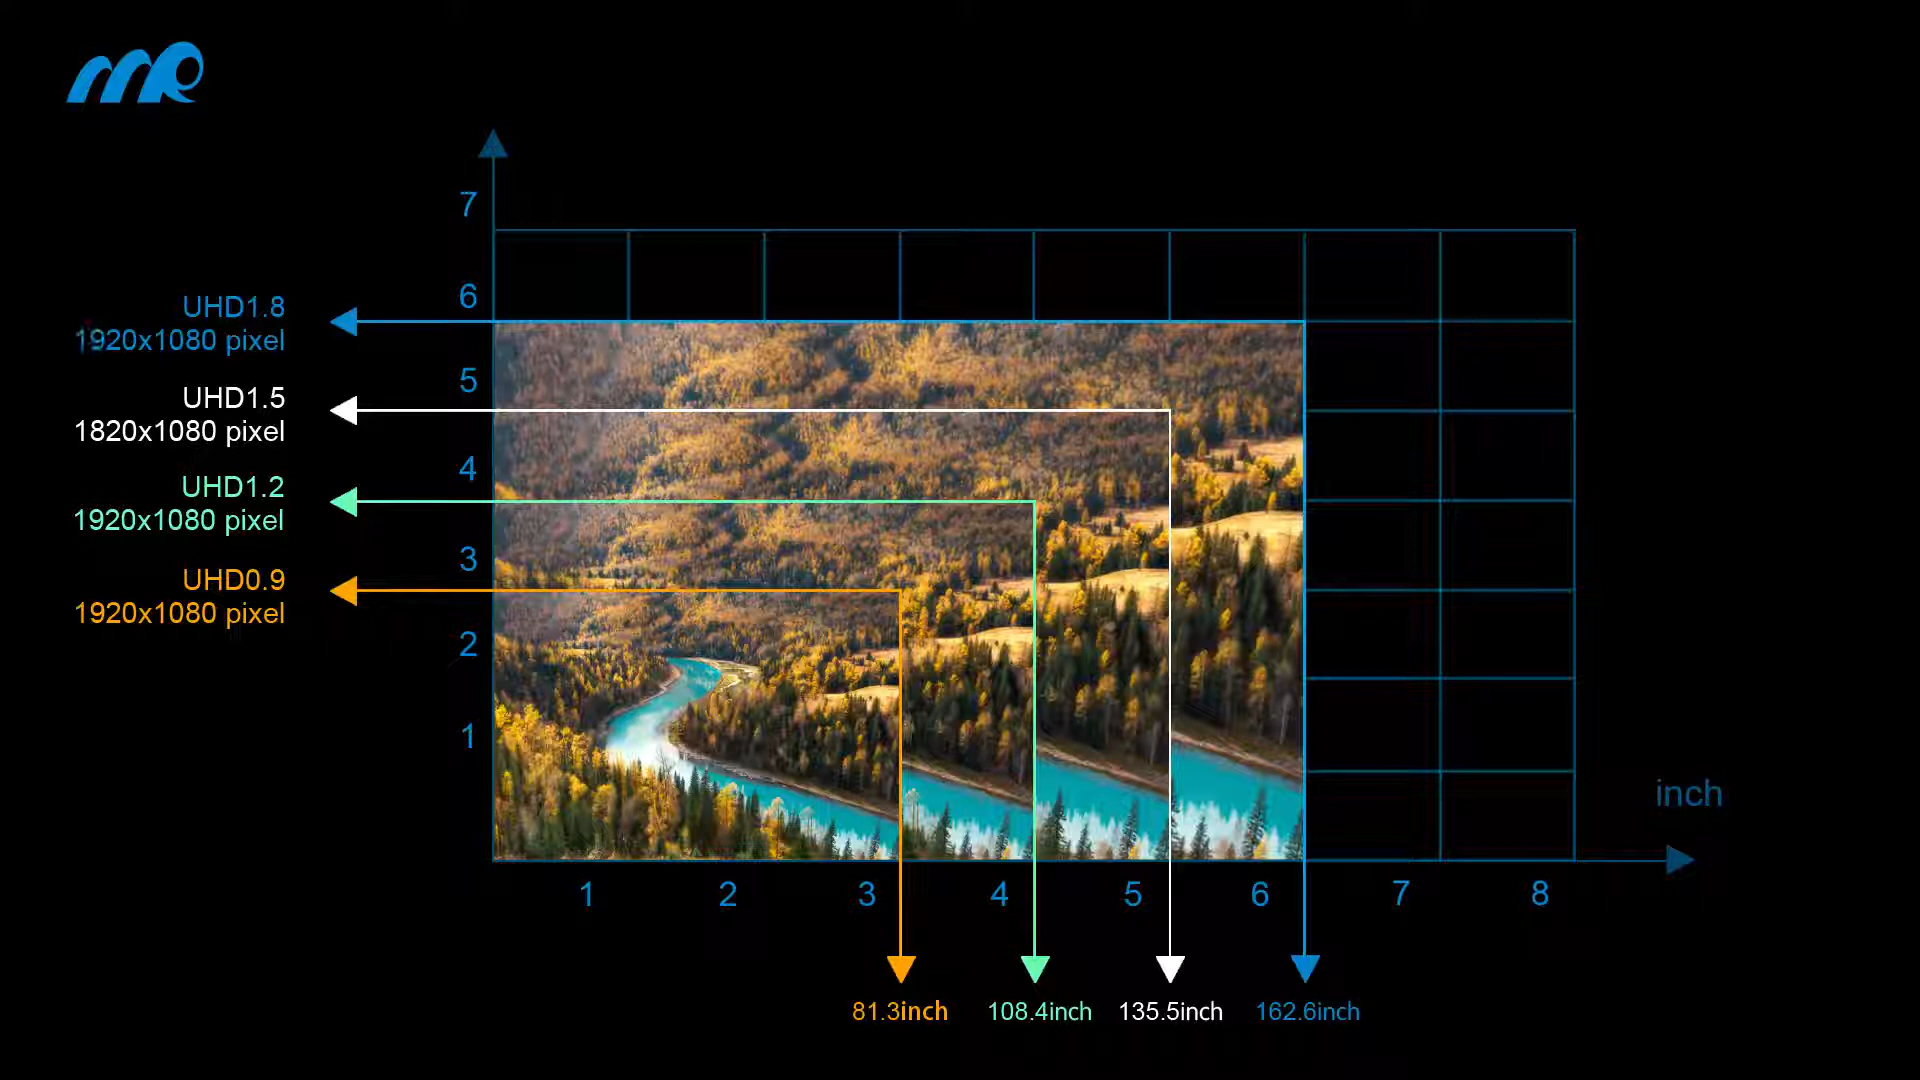 me
7
6
5
4
3
2
1
UHD1.8
1920x1080 pixel
UHD1.5
1820x1080 pixel
UHD1.2
1920x1080 pixel
UHD0.9
1920x1080 pixel
inch
1 2 3 4 5 6 7 8
81.3inch 108.4inch 135.5inch 162.6inch